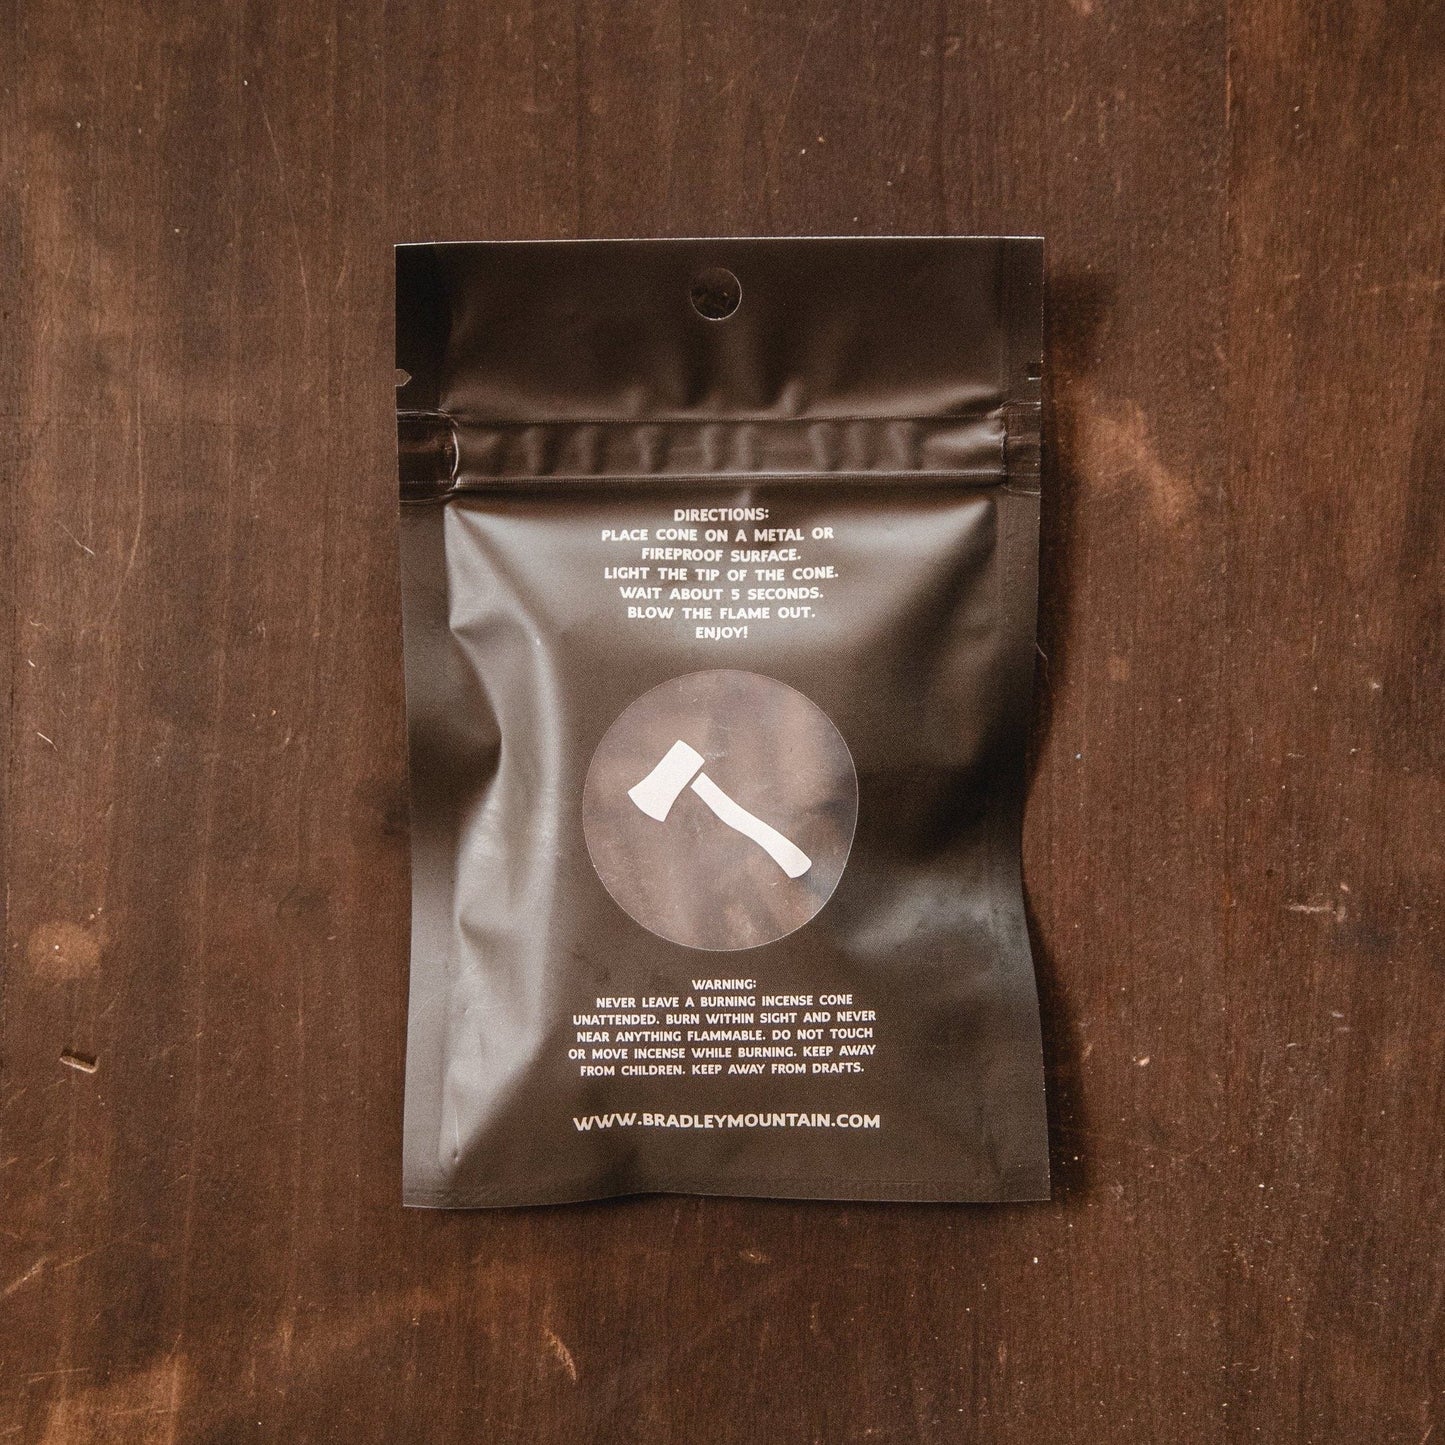 DIRECTIONS:
PLACE CONE ON A METAL OR
FIREPROOF SURFACE.
LIGHT THE TIP OF THE CONE.
WAIT ABOUT 5 SECONDS.
BLOW THE FLAME OUT.
ENJOY!
WARNING:
NEVER LEAVE A BURNING INCENSE CONE
UNATTENDED. BURN WITHIN SIGHT AND NEVER
NEAR ANYTHING FLAMMABLE. DO NOT TOUCH
OR MOVE INCENSE WHILE BURNING. KEEP AWAY
FROM CHILDREN. KEEP AWAY FROM DRAFTS.
WWW.BRADLEYMOUNTAIN.COM